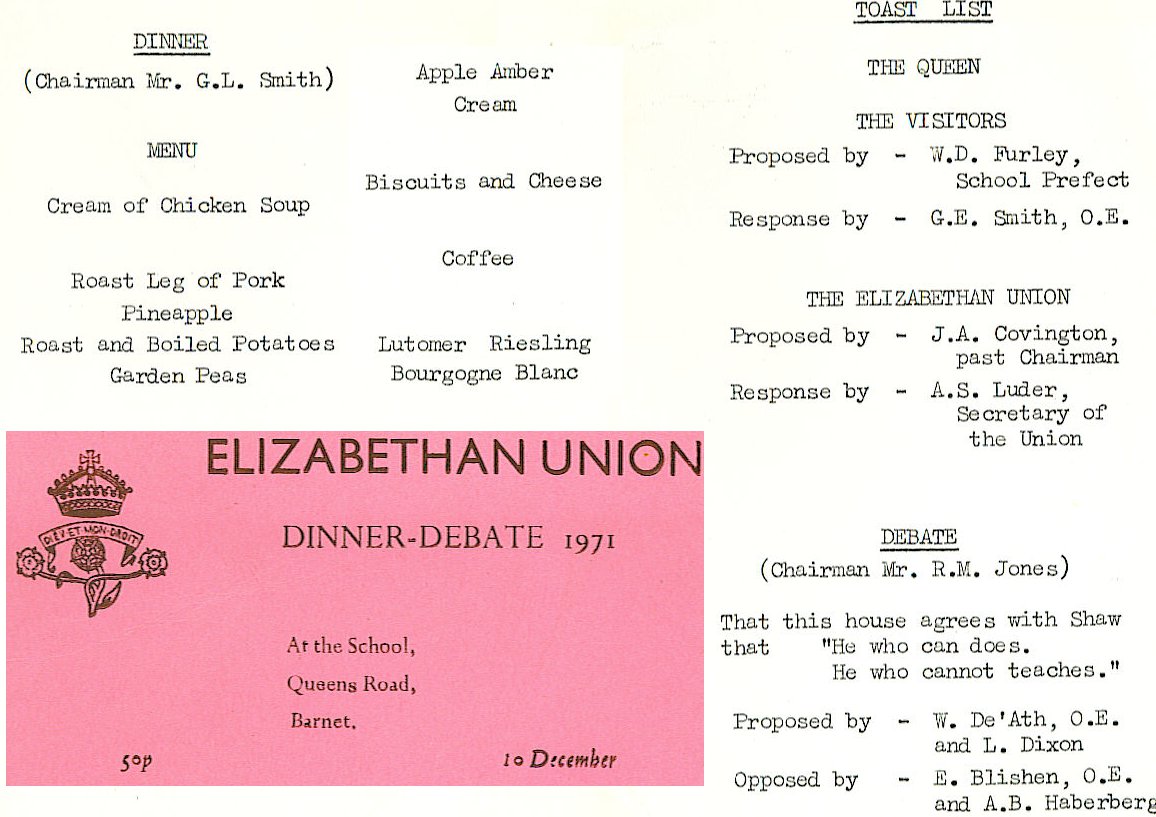 DINNER
(Chairman Mr. G.L. Smith)
MENU
Cream of Chicken Soup
Roast Leg of Pork
Pineapple
Roast and Boiled Potatoes
Garden Peas
Apple Amber
Cream
Biscuits and Cheese
Coffee
Lutomer Riesling
Bourgogne Blanc
ELIZABETHAN UNION
DIEV·ET·MON·DROIT
DINNER-DEBATE 1971
At the School,
Queens Road,
Barnet.
50p
10 December
TOAST LIST
THE QUEEN
THE VISITORS
Proposed by - W.D. Furley,
School Prefect
Response by - G.E. Smith, O.E.
THE ELIZABETHAN UNION
Proposed by - J.A. Covington,
past Chairman
Response by - A.S. Luder,
Secretary of
the Union
DEBATE
(Chairman Mr. R.M. Jones)
That this house agrees with Shaw
that "He who can does.
He who cannot teaches."
Proposed by - W. De'Ath, O.E.
and L. Dixon
Opposed by - E. Blishen, O.E.
and A.B. Haberberg